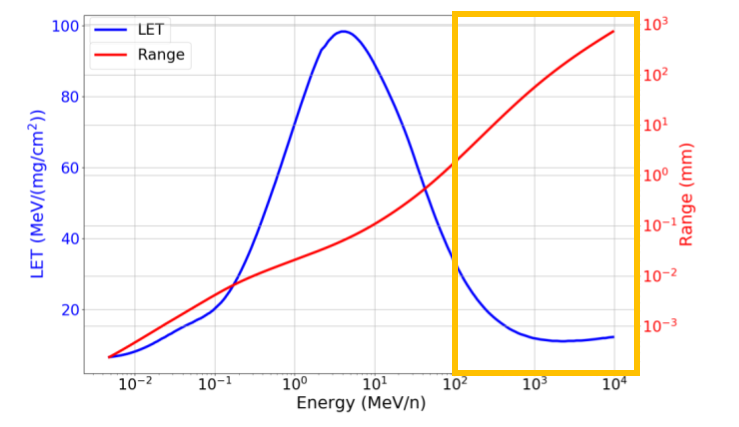 LET
Range
100
80
60
40
20
LET (MeV/(mg/cm²))
10³
10²
10¹
10⁰
10⁻¹
10⁻²
10⁻³
Range (mm)
10⁻² 10⁻¹ 10⁰ 10¹ 10² 10³ 10⁴
Energy (MeV/n)